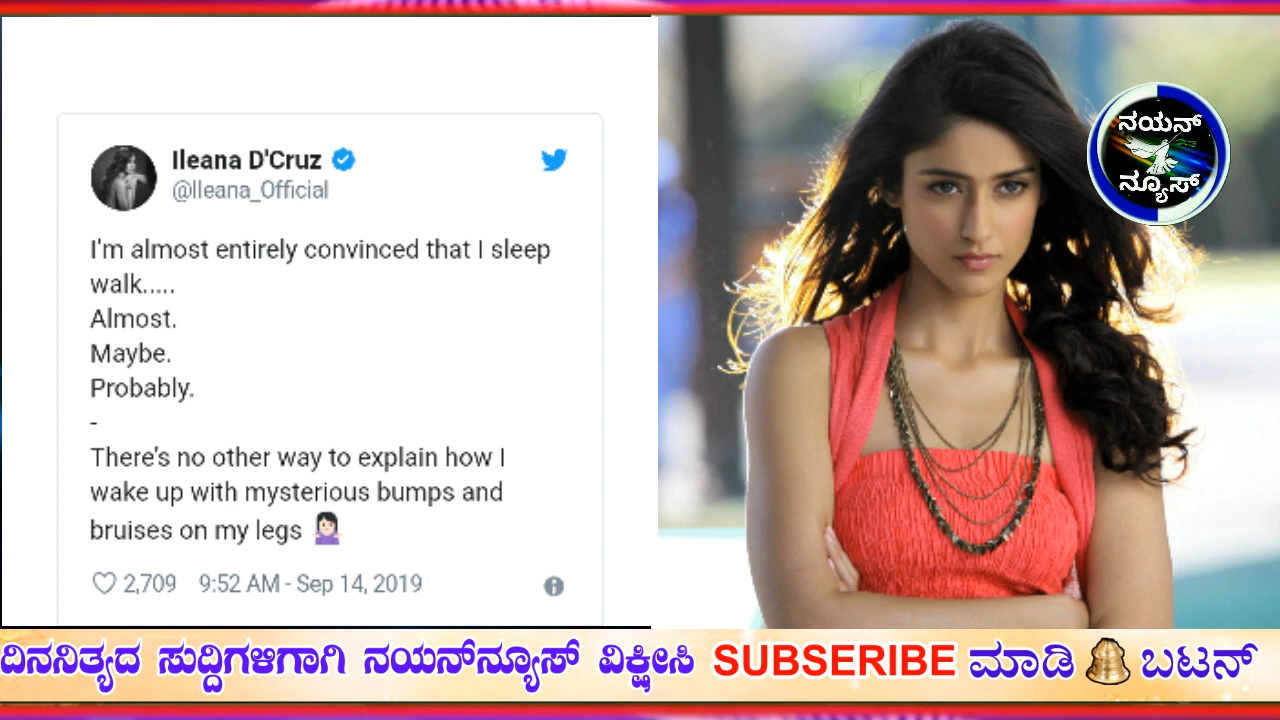 Ileana D'Cruz
@Ileana_Official
I'm almost entirely convinced that I sleep
walk.....
Almost.
Maybe.
Probably.
-
There's no other way to explain how I
wake up with mysterious bumps and
bruises on my legs 🤷🏻‍♀️
2,709 9:52 AM - Sep 14, 2019
ನಯನ್
ನ್ಯೂಸ್
ದಿನನಿತ್ಯದ ಸುದ್ದಿಗಳಿಗಾಗಿ ನಯನ್‌ನ್ಯೂಸ್ ವಿಕ್ಷೀಸಿ SUBSERIBE ಮಾಡಿ ಬಟನ್